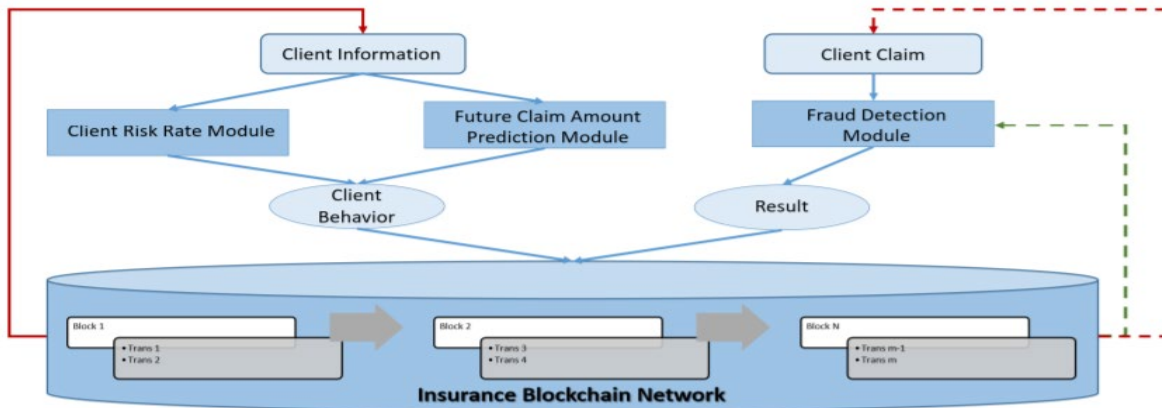 Client Information
Client Claim
Client Risk Rate Module
Future Claim Amount
Prediction Module
Fraud Detection
Module
Client
Behavior
Result
Block 1
• Trans 1
• Trans 2
Block 2
• Trans 3
• Trans 4
Block N
• Trans m-1
• Trans m
Insurance Blockchain Network